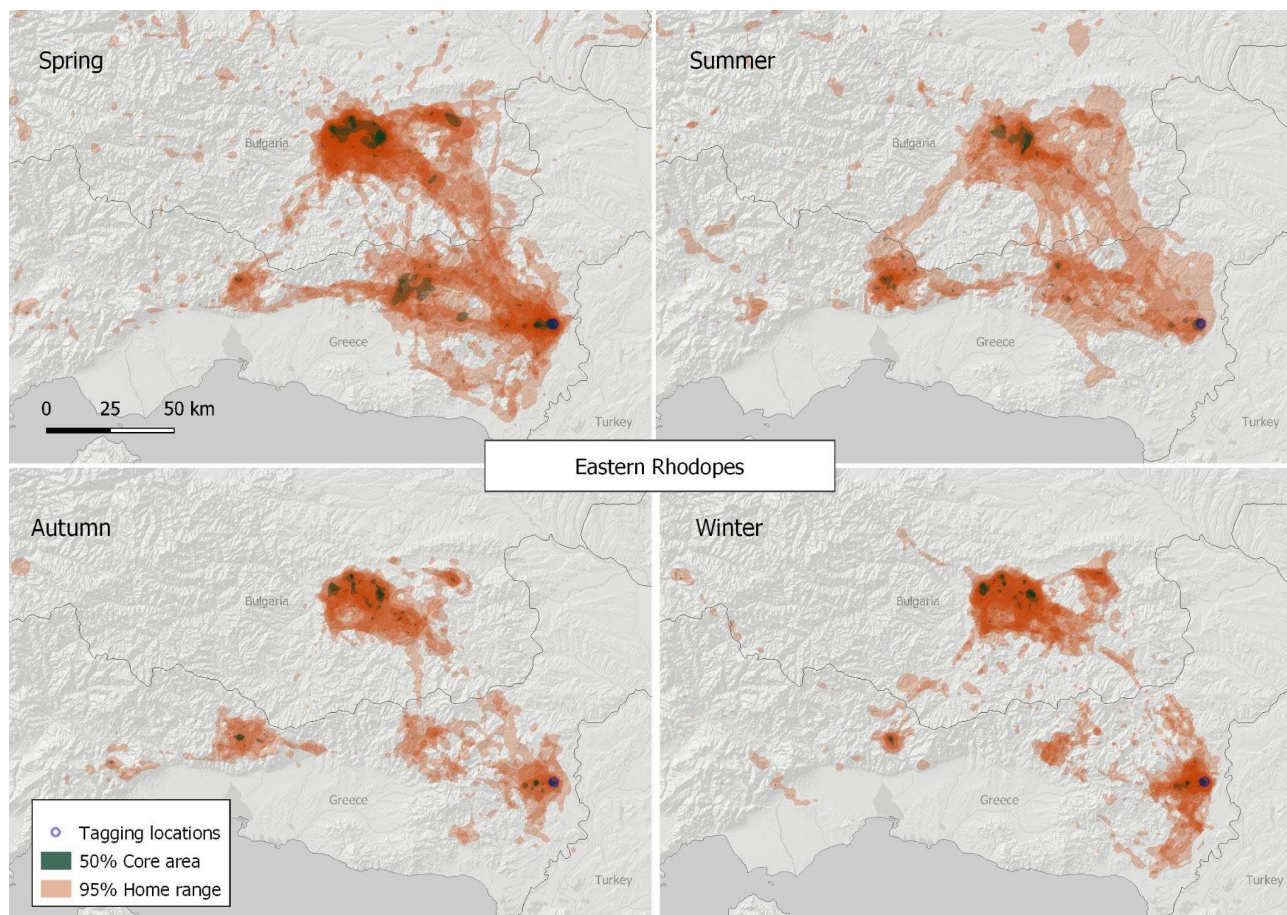 Spring
Bulgaria
Greece
Turkey
0 25 50 km
Summer
Bulgaria
Greece
Turkey
Eastern Rhodopes
Autumn
Bulgaria
Greece
Turkey
Tagging locations
50% Core area
95% Home range
Winter
Bulgaria
Greece
Turkey